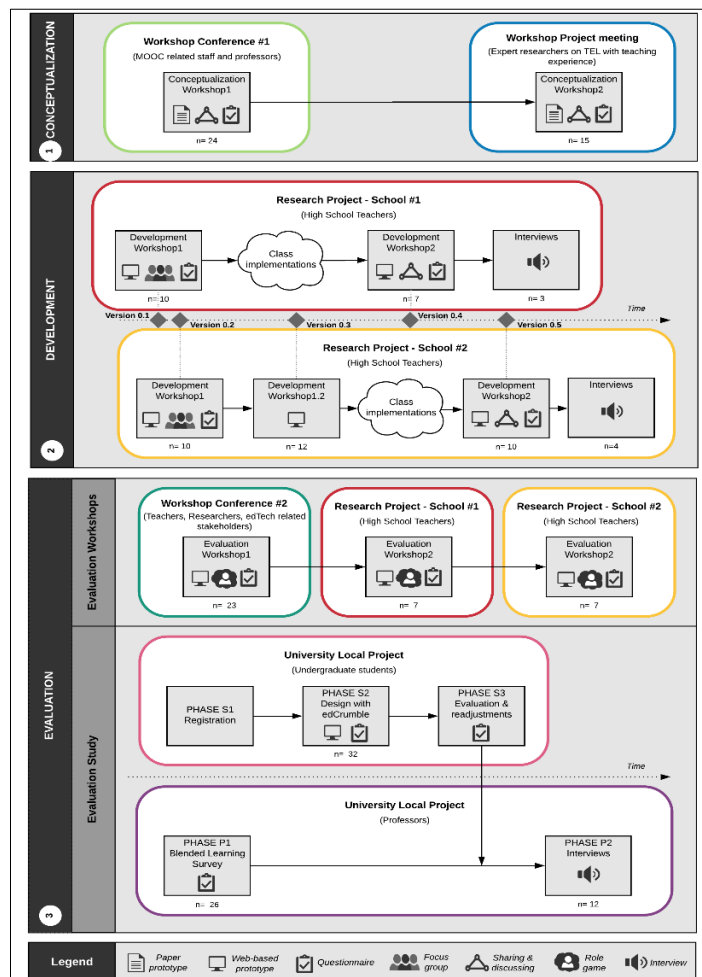 1
CONCEPTUALIZATION
Workshop Conference #1
(MOOC related staff and professors)
Conceptualization
Workshop1
n= 24
Workshop Project meeting
(Expert researchers on TEL with teaching
experience)
Conceptualization
Workshop2
n= 15
2
DEVELOPMENT
Research Project - School #1
(High School Teachers)
Development
Workshop1
n= 10
Class
implementations
Development
Workshop2
n= 7
Interviews
n= 3
Time
Version 0.1
Version 0.2
Version 0.3
Version 0.4
Version 0.5
Research Project - School #2
(High School Teachers)
Development
Workshop1
n= 10
Development
Workshop1.2
n= 12
Class
implementations
Development
Workshop2
n= 10
Interviews
n=4
3
EVALUATION
Evaluation Workshops
Workshop Conference #2
(Teachers, Researchers, edTech related
stakeholders)
Evaluation
Workshop1
n= 23
Research Project - School #1
(High School Teachers)
Evaluation
Workshop2
n= 7
Research Project - School #2
(High School Teachers)
Evaluation
Workshop2
n= 7
Evaluation Study
University Local Project
(Undergraduate students)
PHASE S1
Registration
PHASE S2
Design with
edCrumble
n= 32
PHASE S3
Evaluation &
readjustments
Time
University Local Project
(Professors)
PHASE P1
Blended Learning
Survey
n= 26
PHASE P2
Interviews
n= 12
Legend
Paper
prototype
Web-based
prototype
Questionnaire
Focus
group
Sharing &
discussing
Role
game
Interview